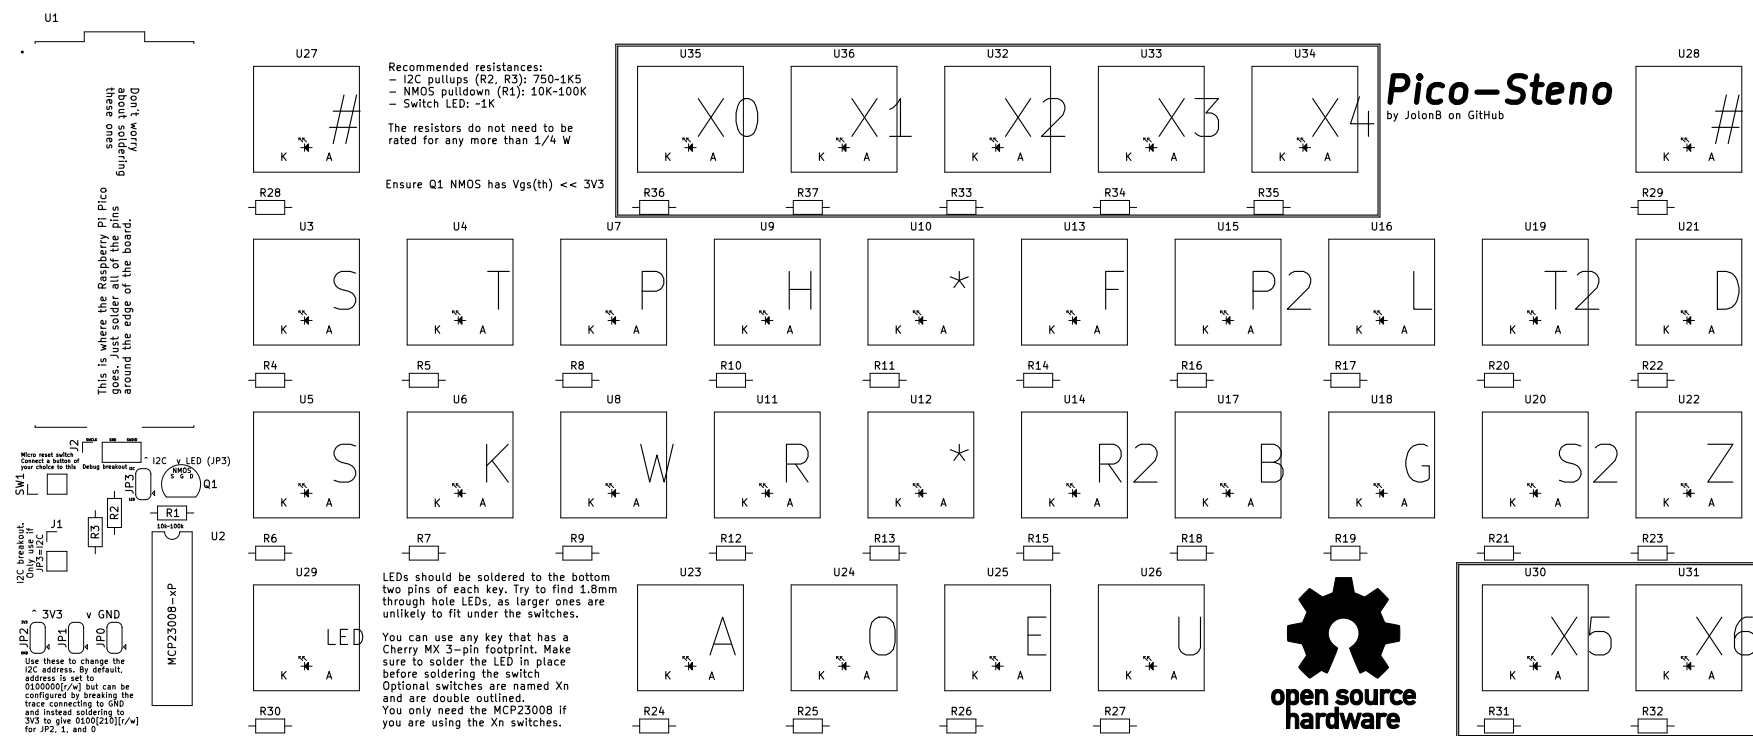 U1
Don't worry
about soldering
these ones
This is where the Raspberry Pi Pico
goes. Just solder all of the pins
around the edge of the board.
U27
#
K A
R28
Recommended resistances:
- I2C pullups (R2, R3): 750~1K5
- NMOS pulldown (R1): 10K~100K
- Switch LED: ~1K
The resistors do not need to be
rated for any more than 1/4 W
Ensure Q1 NMOS has Vgs(th) << 3V3
U35 U36 U32 U33 U34
X0 X1 X2 X3 X4
K A K A K A K A K A
R36 R37 R33 R34 R35
Pico-Steno
by JolonB on GitHub
U28
#
K A
R29
U3 U4 U7 U9 U10 U13 U15 U16 U19 U21
S T P H * F P2 L T2 D
K A K A K A K A K A K A K A K A K A K A
R4 R5 R8 R10 R11 R14 R16 R17 R20 R22
U5 U6 U8 U11 U12 U14 U17 U18 U20 U22
S K W R * R2 B G S2 Z
K A K A K A K A K A K A K A K A K A K A
R6 R7 R9 R12 R13 R15 R18 R19 R21 R23
J2
SWCLK GND SWDIO
Micro reset switch
Connect a button of
your choice to this
Debug breakout
^ I2C v LED (JP3)
SW1
I2C
JP3
LED
NMOS
S G D
Q1
R2
R3
R1
10k~100k
J1
I2C breakout.
Only use if
JP3=I2C
U2
MCP23008-xP
^ 3V3 v GND
3V3
JP2
GND
JP1
JP0
Use these to change the
I2C address. By default,
address is set to
0100000[r/w] but can be
configured by breaking the
trace connecting to GND
and instead soldering to
3V3 to give 0100[210][r/w]
for JP2, 1, and 0
U29
LED
K A
R30
LEDs should be soldered to the bottom
two pins of each key. Try to find 1.8mm
through hole LEDs, as larger ones are
unlikely to fit under the switches.
You can use any key that has a
Cherry MX 3-pin footprint. Make
sure to solder the LED in place
before soldering the switch
Optional switches are named Xn
and are double outlined.
You only need the MCP23008 if
you are using the Xn switches.
U23 U24 U25 U26
A O E U
K A K A K A K A
R24 R25 R26 R27
open source
hardware
U30 U31
X5 X6
K A K A
R31 R32